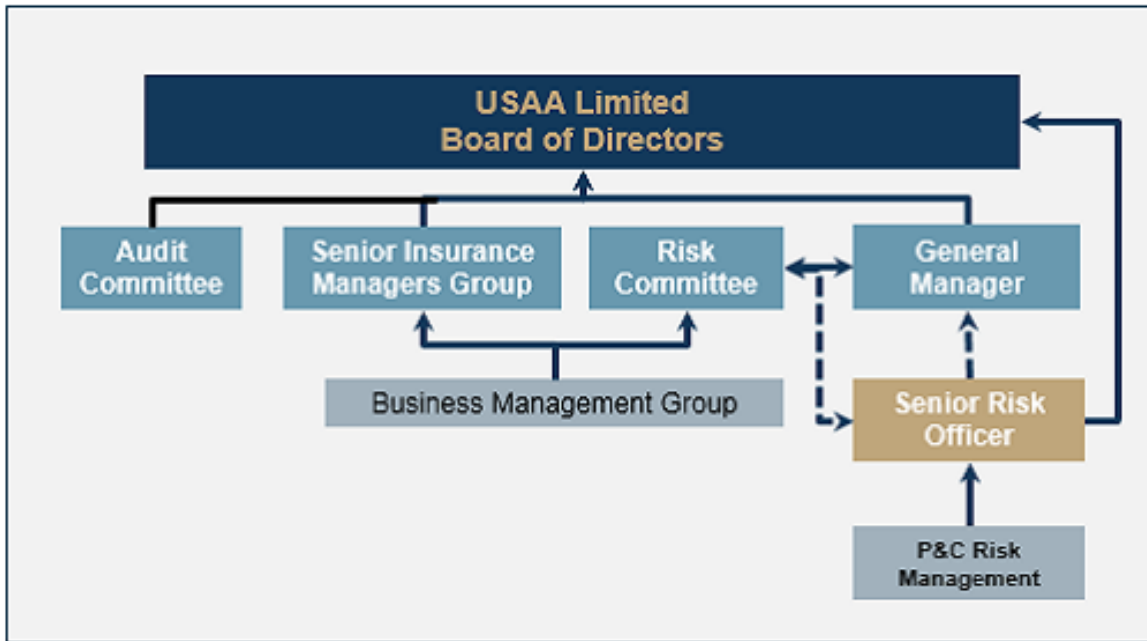 USAA Limited
Board of Directors
Audit
Committee
Senior Insurance
Managers Group
Risk
Committee
General
Manager
Business Management Group
Senior Risk
Officer
P&C Risk
Management